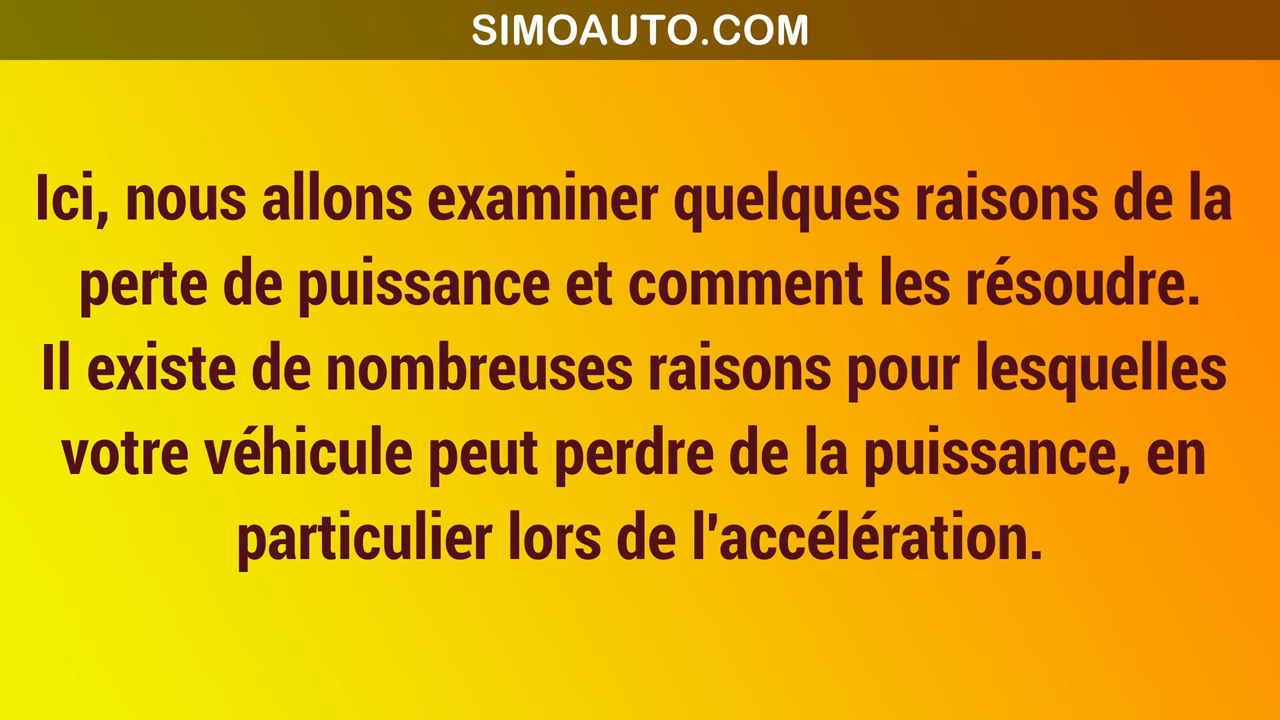 SIMOAUTO.COM
Ici, nous allons examiner quelques raisons de la
perte de puissance et comment les résoudre.
Il existe de nombreuses raisons pour lesquelles
votre véhicule peut perdre de la puissance, en
particulier lors de l'accélération.